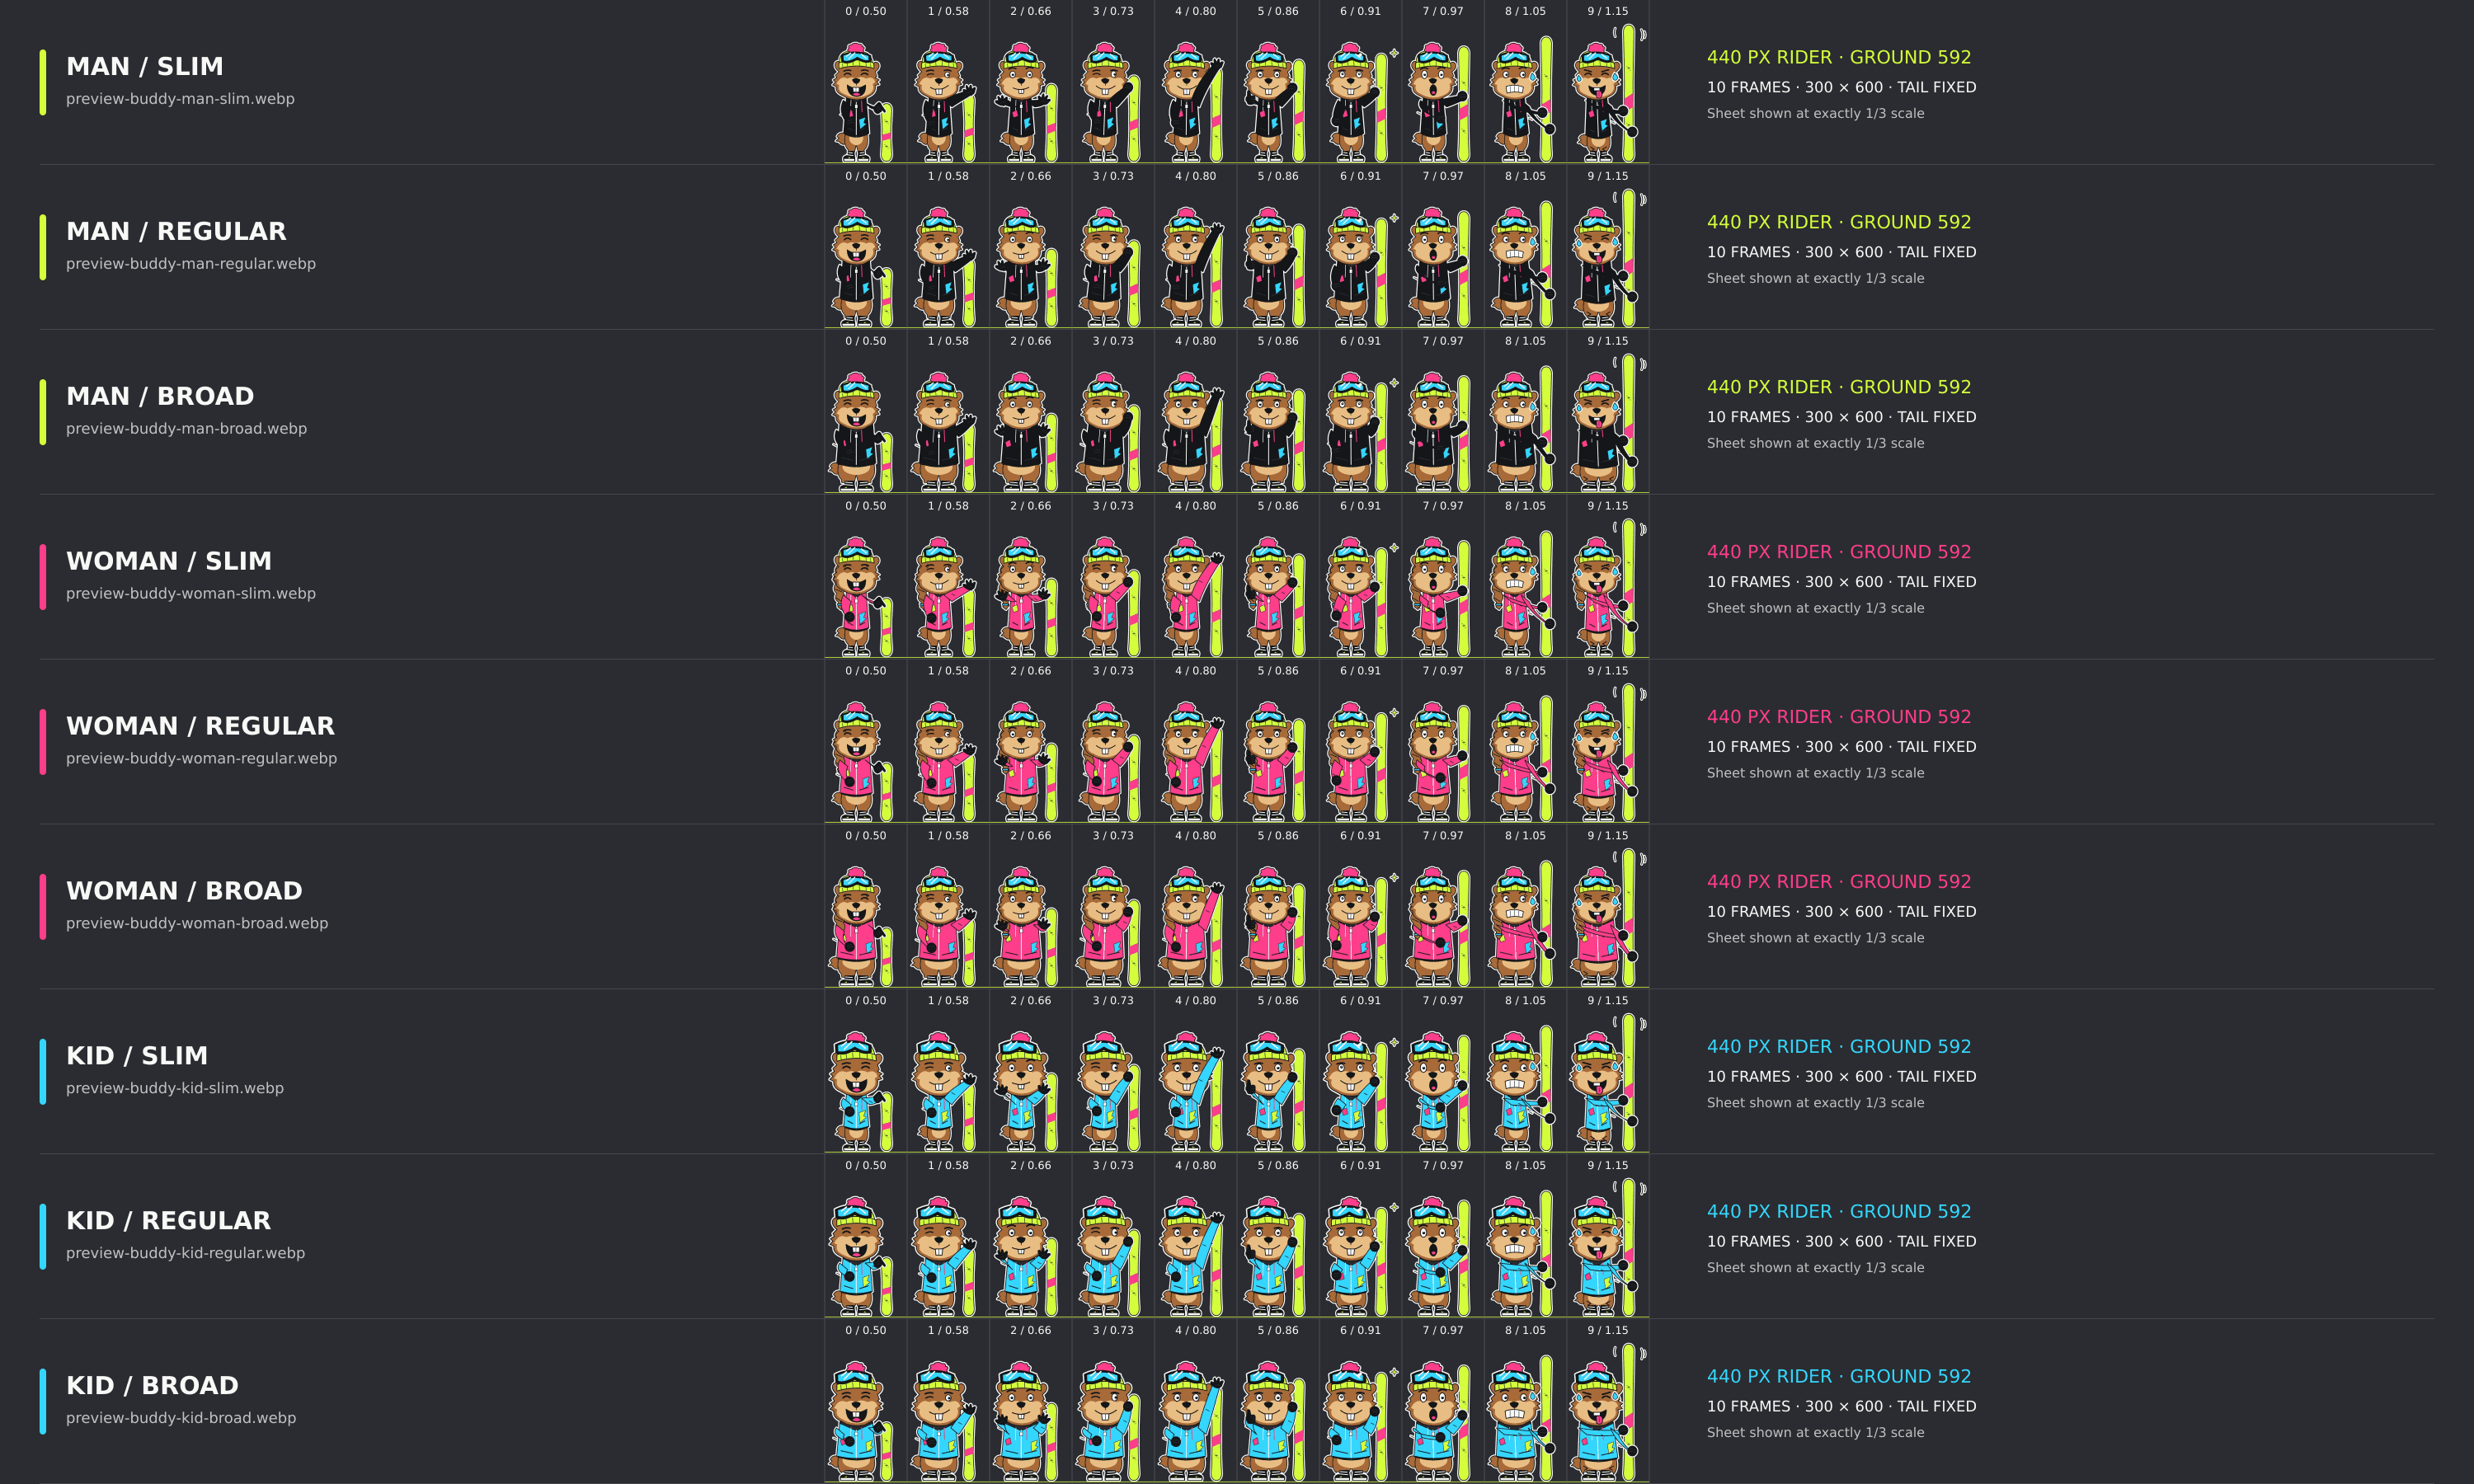 0 / 0.50 1 / 0.58 2 / 0.66 3 / 0.73 4 / 0.80 5 / 0.86 6 / 0.91 7 / 0.97 8 / 1.05 9 / 1.15
MAN / SLIM
preview-buddy-man-slim.webp
440 PX RIDER · GROUND 592
10 FRAMES · 300 × 600 · TAIL FIXED
Sheet shown at exactly 1/3 scale
0 / 0.50 1 / 0.58 2 / 0.66 3 / 0.73 4 / 0.80 5 / 0.86 6 / 0.91 7 / 0.97 8 / 1.05 9 / 1.15
MAN / REGULAR
preview-buddy-man-regular.webp
440 PX RIDER · GROUND 592
10 FRAMES · 300 × 600 · TAIL FIXED
Sheet shown at exactly 1/3 scale
0 / 0.50 1 / 0.58 2 / 0.66 3 / 0.73 4 / 0.80 5 / 0.86 6 / 0.91 7 / 0.97 8 / 1.05 9 / 1.15
MAN / BROAD
preview-buddy-man-broad.webp
440 PX RIDER · GROUND 592
10 FRAMES · 300 × 600 · TAIL FIXED
Sheet shown at exactly 1/3 scale
0 / 0.50 1 / 0.58 2 / 0.66 3 / 0.73 4 / 0.80 5 / 0.86 6 / 0.91 7 / 0.97 8 / 1.05 9 / 1.15
WOMAN / SLIM
preview-buddy-woman-slim.webp
440 PX RIDER · GROUND 592
10 FRAMES · 300 × 600 · TAIL FIXED
Sheet shown at exactly 1/3 scale
0 / 0.50 1 / 0.58 2 / 0.66 3 / 0.73 4 / 0.80 5 / 0.86 6 / 0.91 7 / 0.97 8 / 1.05 9 / 1.15
WOMAN / REGULAR
preview-buddy-woman-regular.webp
440 PX RIDER · GROUND 592
10 FRAMES · 300 × 600 · TAIL FIXED
Sheet shown at exactly 1/3 scale
0 / 0.50 1 / 0.58 2 / 0.66 3 / 0.73 4 / 0.80 5 / 0.86 6 / 0.91 7 / 0.97 8 / 1.05 9 / 1.15
WOMAN / BROAD
preview-buddy-woman-broad.webp
440 PX RIDER · GROUND 592
10 FRAMES · 300 × 600 · TAIL FIXED
Sheet shown at exactly 1/3 scale
0 / 0.50 1 / 0.58 2 / 0.66 3 / 0.73 4 / 0.80 5 / 0.86 6 / 0.91 7 / 0.97 8 / 1.05 9 / 1.15
KID / SLIM
preview-buddy-kid-slim.webp
440 PX RIDER · GROUND 592
10 FRAMES · 300 × 600 · TAIL FIXED
Sheet shown at exactly 1/3 scale
0 / 0.50 1 / 0.58 2 / 0.66 3 / 0.73 4 / 0.80 5 / 0.86 6 / 0.91 7 / 0.97 8 / 1.05 9 / 1.15
KID / REGULAR
preview-buddy-kid-regular.webp
440 PX RIDER · GROUND 592
10 FRAMES · 300 × 600 · TAIL FIXED
Sheet shown at exactly 1/3 scale
0 / 0.50 1 / 0.58 2 / 0.66 3 / 0.73 4 / 0.80 5 / 0.86 6 / 0.91 7 / 0.97 8 / 1.05 9 / 1.15
KID / BROAD
preview-buddy-kid-broad.webp
440 PX RIDER · GROUND 592
10 FRAMES · 300 × 600 · TAIL FIXED
Sheet shown at exactly 1/3 scale